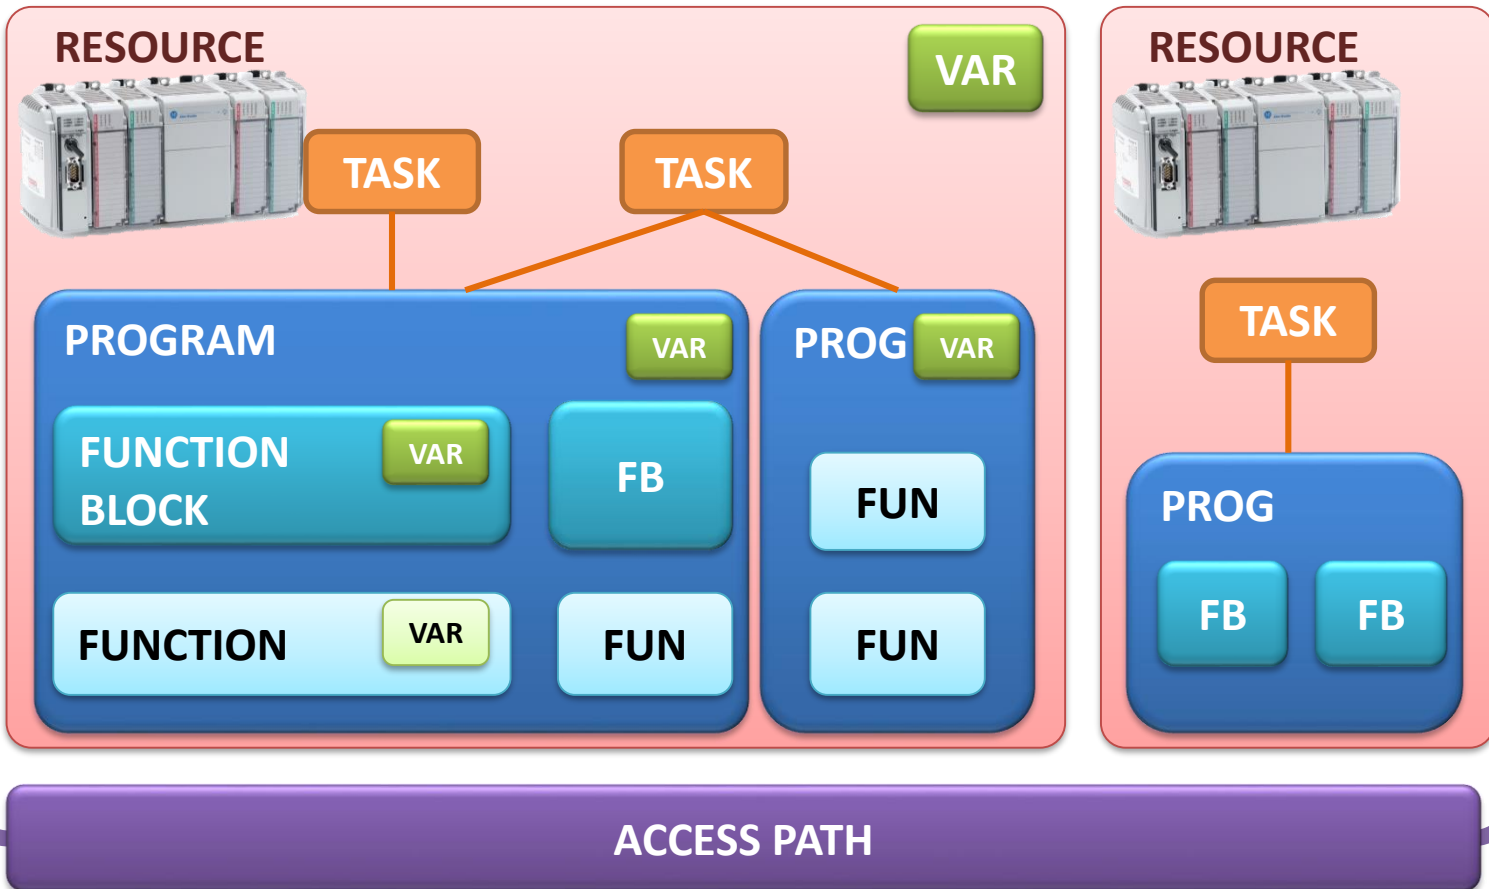 RESOURCE
VAR
TASK
TASK
PROGRAM
VAR
FUNCTION
BLOCK
VAR
FB
FUNCTION
VAR
FUN
PROG
VAR
FUN
FUN
RESOURCE
TASK
PROG
FB
FB
ACCESS PATH